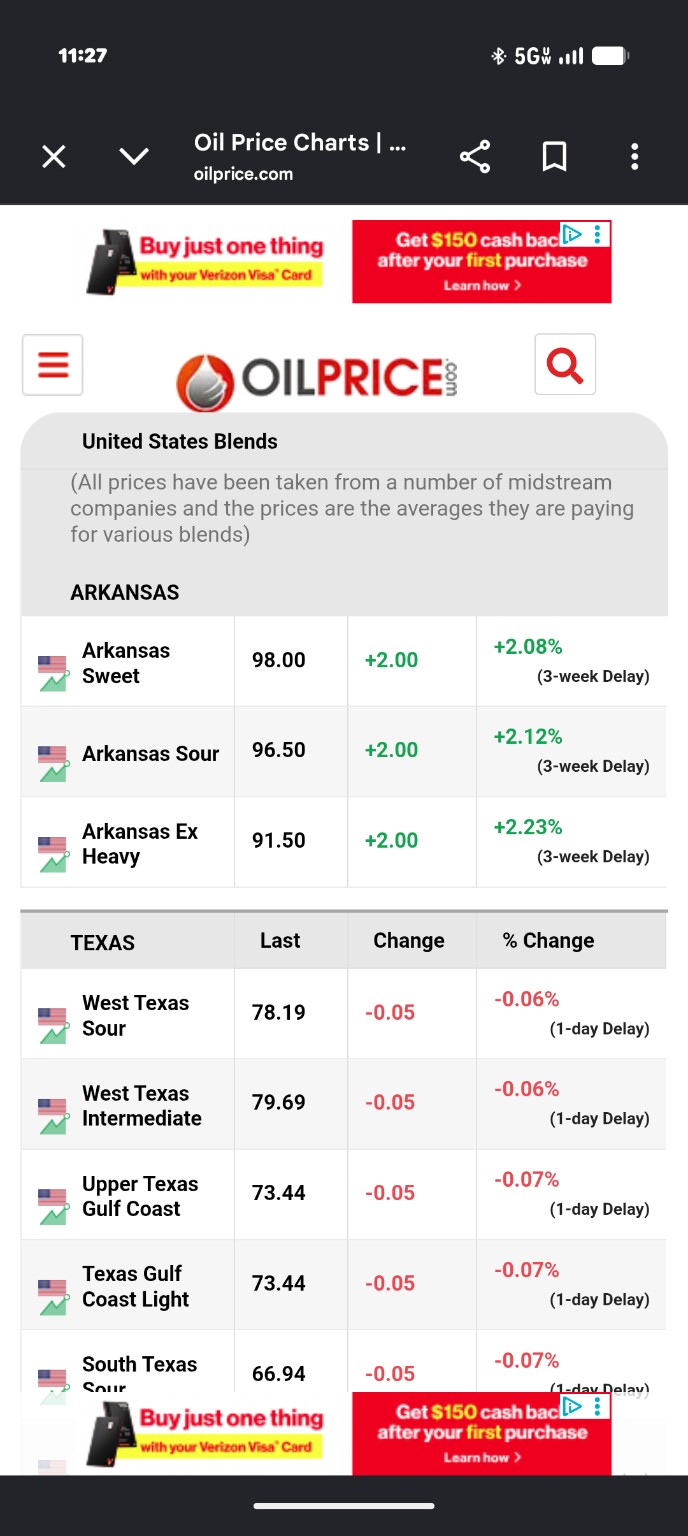 11:27
5G UW
Oil Price Charts | ...
oilprice.com
Buy just one thing
with your Verizon Visa® Card
Get $150 cash bac
after your first purchase
Learn how >
OILPRICE.com
United States Blends
(All prices have been taken from a number of midstream
companies and the prices are the averages they are paying
for various blends)
ARKANSAS
Arkansas
Sweet
98.00
+2.00
+2.08%
(3-week Delay)
Arkansas Sour
96.50
+2.00
+2.12%
(3-week Delay)
Arkansas Ex
Heavy
91.50
+2.00
+2.23%
(3-week Delay)
TEXAS Last Change % Change
West Texas
Sour
78.19
-0.05
-0.06%
(1-day Delay)
West Texas
Intermediate
79.69
-0.05
-0.06%
(1-day Delay)
Upper Texas
Gulf Coast
73.44
-0.05
-0.07%
(1-day Delay)
Texas Gulf
Coast Light
73.44
-0.05
-0.07%
(1-day Delay)
South Texas
Sour
66.94
-0.05
-0.07%
(1-day Delay)
Buy just one thing
with your Verizon Visa® Card
Get $150 cash bac
after your first purchase
Learn how >